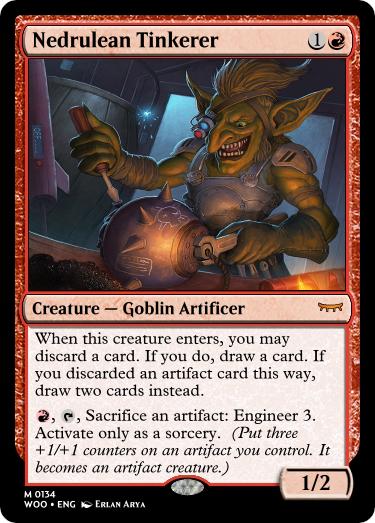 Nedrulean Tinkerer 1
Creature — Goblin Artificer
When this creature enters, you may
discard a card. If you do, draw a card. If
you discarded an artifact card this way,
draw two cards instead.
, , Sacrifice an artifact: Engineer 3.
Activate only as a sorcery. (Put three
+1/+1 counters on an artifact you control. It
becomes an artifact creature.)
1/2
M 0134
WOO • ENG Erlan Arya